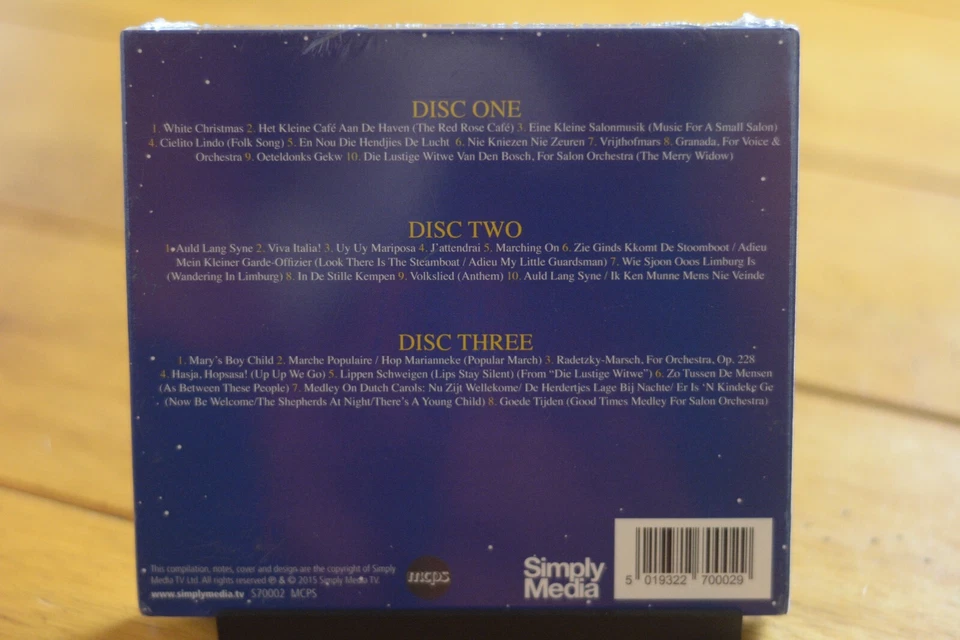 DISC ONE
1. White Christmas 2. Het Kleine Café Aan De Haven (The Red Rose Café) 3. Eine Kleine Salonmusik (Music For A Small Salon)
4. Cielito Lindo (Folk Song) 5. En Nou Die Hendjies De Lucht 6. Nie Kniezen Nie Zeuren 7. Vrijthofmars 8. Granada, For Voice &
Orchestra 9. Oeteldonks Gekw 10. Die Lustige Witwe Van Den Bosch, For Salon Orchestra (The Merry Widow)
DISC TWO
1. Auld Lang Syne 2. Viva Italia! 3. Uy Uy Mariposa 4. J'attendrai 5. Marching On 6. Zie Ginds Kkomt De Stoomboot / Adieu
Mein Kleiner Garde-Offizier (Look There Is The Steamboat / Adieu My Little Guardsman) 7. Wie Sjoon Ooos Limburg Is
(Wandering In Limburg) 8. In De Stille Kempen 9. Volkslied (Anthem) 10. Auld Lang Syne / Ik Ken Munne Mens Nie Veinde
DISC THREE
1. Mary's Boy Child 2. Marche Populaire / Hop Marianneke (Popular March) 3. Radetzky-Marsch, For Orchestra, Op. 228
4. Hasja, Hopsasa! (Up Up We Go) 5. Lippen Schweigen (Lips Stay Silent) (From "Die Lustige Witwe") 6. Zo Tussen De Mensen
(As Between These People) 7. Medley On Dutch Carols: Nu Zijt Wellekome/ De Herdertjes Lage Bij Nachte/ Er Is 'N Kindeke Ge
(Now Be Welcome/The Shepherds At Night/There's A Young Child) 8. Goede Tijden (Good Times Medley For Salon Orchestra)
This compilation, notes, cover and design are the copyright of Simply
Media TV Ltd. All rights reserved ℗ & © 2015 Simply Media TV.
www.simplymedia.tv 570002 MCPS
mcps
Simply
Media
5 019322 700029